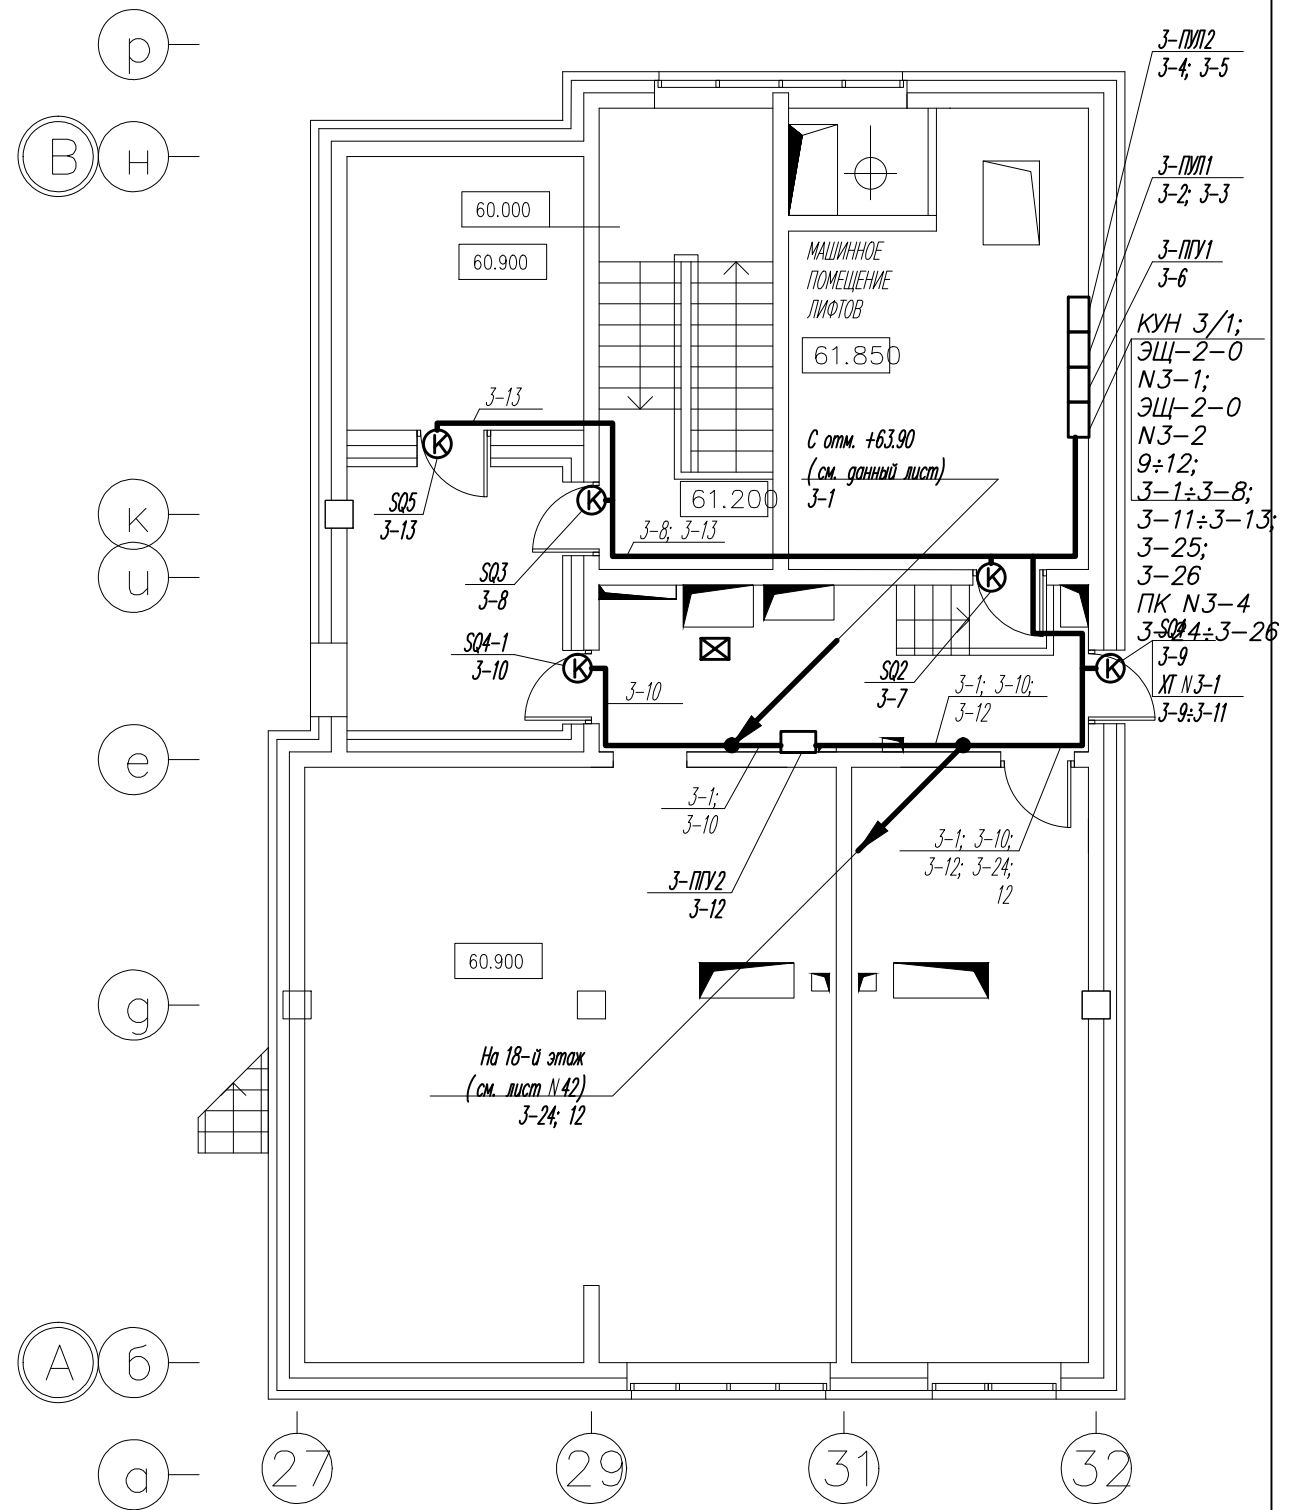 р
3-ПУЛ2
3-4; 3-5
В
н
3-ПУЛ1
3-2; 3-3
60.000
60.900
МАШИННОЕ
ПОМЕЩЕНИЕ
ЛИФТОВ
61.850
3-ПГУ1
3-6
КУН 3/1;
ЭЩ-2-0
N3-1;
ЭЩ-2-0
N3-2
9÷12;
3-1÷3-8;
3-11÷3-13;
3-25;
3-26
ПК N3-4
3-24÷3-26
3-13
К
С отм. +63.90
(см. данный лист)
3-1
61.200
SQ5
3-13
К
к
3-8; 3-13
и
SQ3
3-8
К
SQ4-1
3-10
К
3-10
SQ2
3-7
3-1; 3-10;
3-12
К
SQ1
3-9
ХТ N3-1
3-9÷3-11
е
3-1;
3-10
3-ПГУ2
3-12
3-1; 3-10;
3-12; 3-24;
12
60.900
д
На 18-й этаж
(см. лист N42)
3-24; 12
А
б
а
27
29
31
32